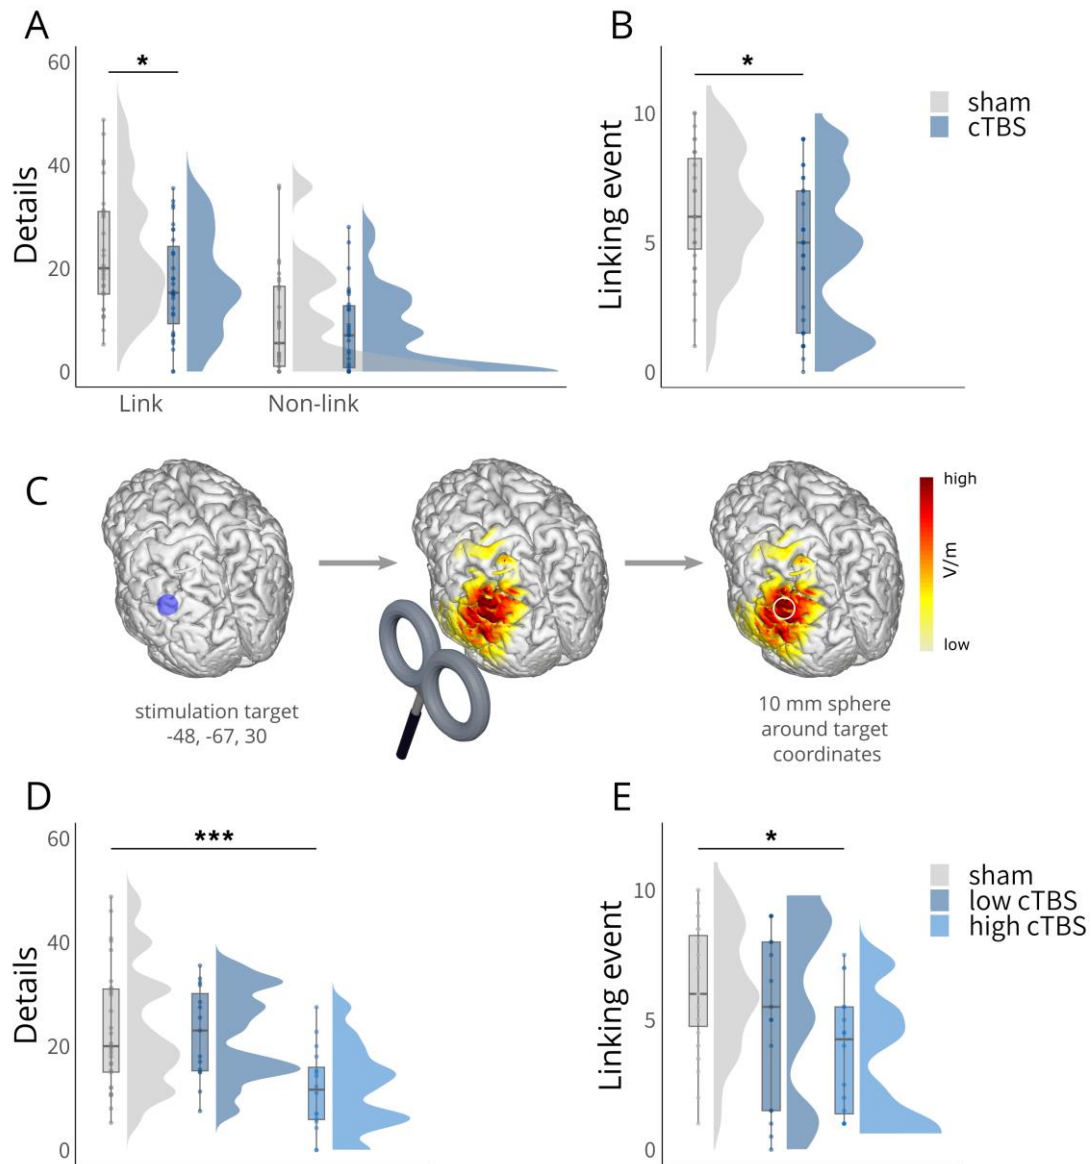 A
*
60
40
20
0
Details
Link
Non-link
B
*
10
5
0
Linking event
sham
cTBS
C
stimulation target
-48, -67, 30
10 mm sphere
around target
coordinates
high
V/m
low
D
***
60
40
20
0
Details
E
*
10
5
0
Linking event
sham
low cTBS
high cTBS